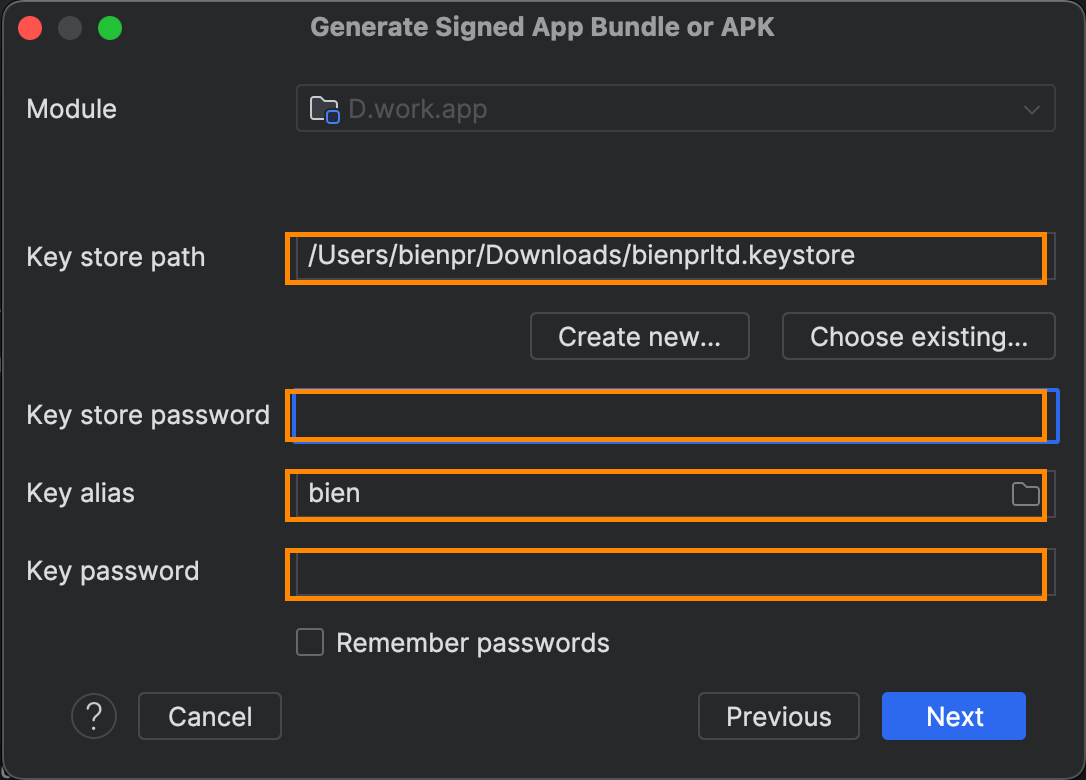 Generate Signed App Bundle or APK
Module
D.work.app
Key store path
/Users/bienpr/Downloads/bienprltd.keystore
Create new...
Choose existing...
Key store password
Key alias
bien
Key password
Remember passwords
?
Cancel
Previous
Next